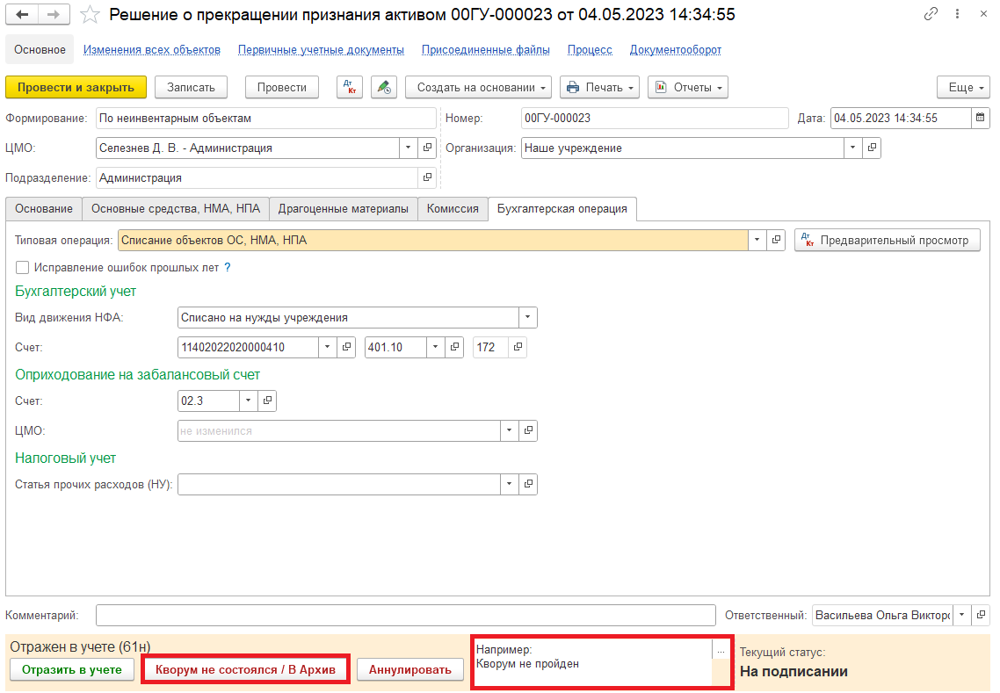 Решение о прекращении признания активом 00ГУ-000023 от 04.05.2023 14:34:55
Основное Изменения всех объектов Первичные учетные документы Присоединенные файлы Процесс Документооборот
Провести и закрыть Записать Провести Дт Кт Создать на основании Печать Отчеты Еще
Формирование: По неинвентарным объектам Номер: 00ГУ-000023 Дата: 04.05.2023 14:34:55
ЦМО: Селезнев Д. В. - Администрация Организация: Наше учреждение
Подразделение: Администрация
Основание Основные средства, НМА, НПА Драгоценные материалы Комиссия Бухгалтерская операция
Типовая операция: Списание объектов ОС, НМА, НПА Дт Кт Предварительный просмотр
Исправление ошибок прошлых лет ?
Бухгалтерский учет
Вид движения НФА: Списано на нужды учреждения
Счет: 11402022020000410 401.10 172
Оприходование на забалансовый счет
Счет: 02.3
ЦМО: не изменился
Налоговый учет
Статья прочих расходов (НУ):
Комментарий: Ответственный: Васильева Ольга Викторо
Отражен в учете (61н)
Отразить в учете Кворум не состоялся / В Архив Аннулировать
Например: ...
Кворум не пройден
Текущий статус:
На подписании